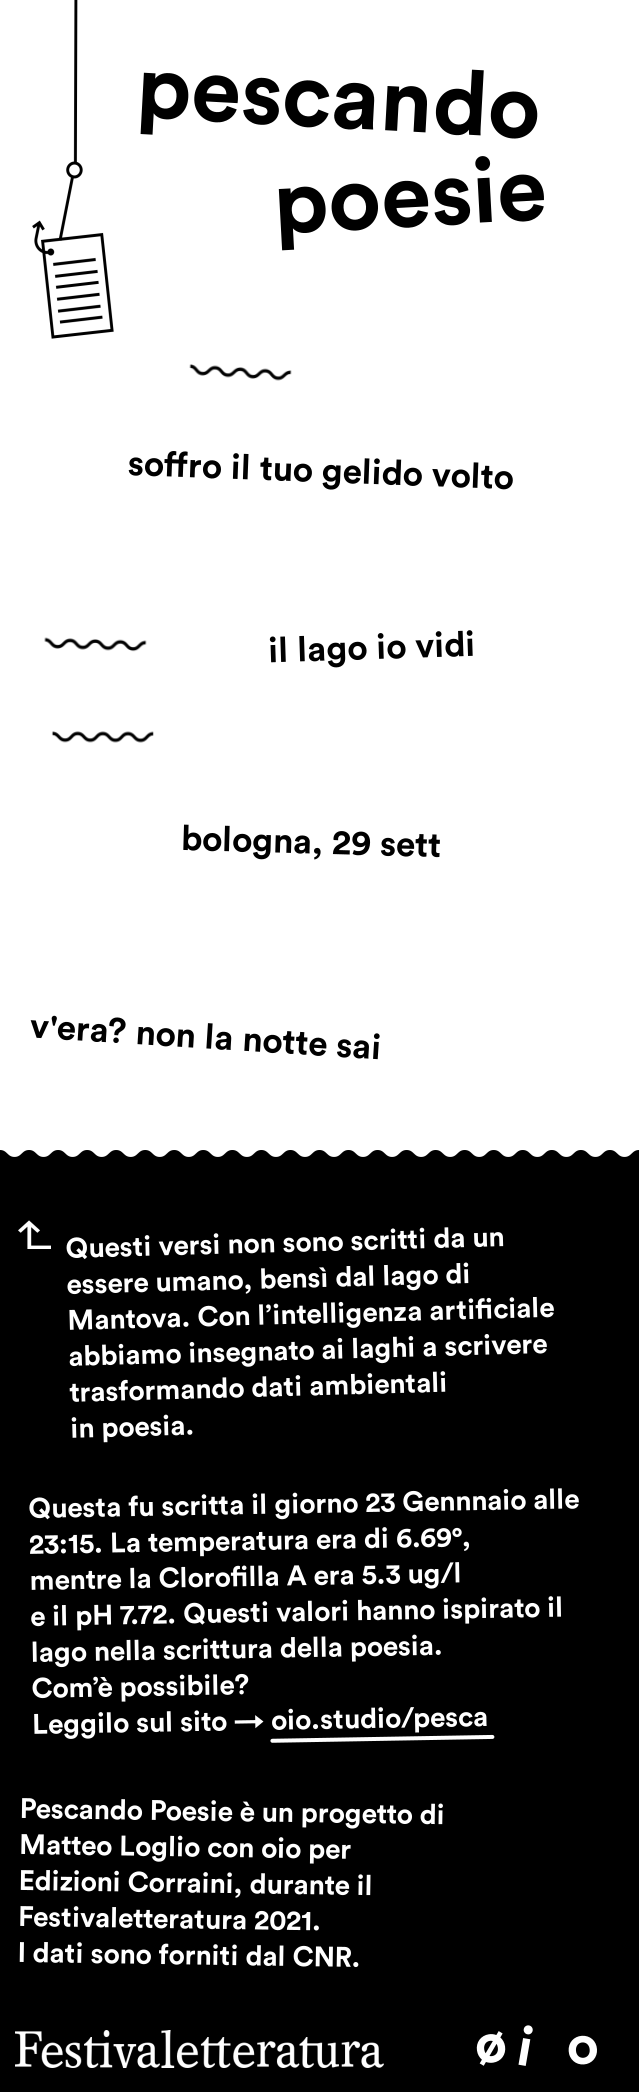 pescando
poesie
soffro il tuo gelido volto
il lago io vidi
bologna, 29 sett
v'era? non la notte sai
Questi versi non sono scritti da un
essere umano, bensì dal lago di
Mantova. Con l’intelligenza artificiale
abbiamo insegnato ai laghi a scrivere
trasformando dati ambientali
in poesia.
Questa fu scritta il giorno 23 Gennnaio alle
23:15. La temperatura era di 6.69°,
mentre la Clorofilla A era 5.3 ug/l
e il pH 7.72. Questi valori hanno ispirato il
lago nella scrittura della poesia.
Com’è possibile?
Leggilo sul sito → oio.studio/pesca
Pescando Poesie è un progetto di
Matteo Loglio con oio per
Edizioni Corraini, durante il
Festivaletteratura 2021.
I dati sono forniti dal CNR.
Festivaletteratura øi o